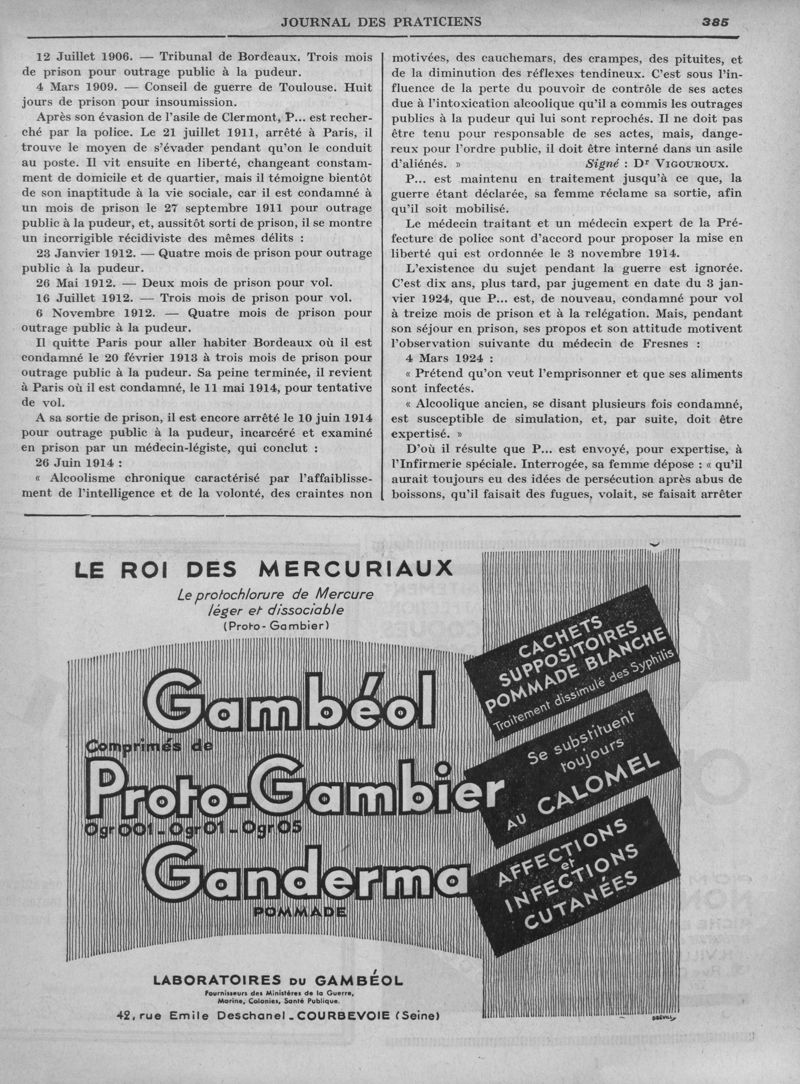 JOURNAL DES PRATICIENS
385
12 Juillet 1906. — Tribunal de Bordeaux. Trois mois
de prison pour outrage public à la pudeur.
4 Mars 1909. — Conseil de guerre de Toulouse. Huit
jours de prison pour insoumission.
Après son évasion de l'asile de Clermont, P... est recher-
ché par la police. Le 21 juillet 1911, arrêté à Paris, il
trouve le moyen de s'évader pendant qu'on le conduit
au poste. Il vit ensuite en liberté, changeant constam-
ment de domicile et de quartier, mais il témoigne bientôt
de son inaptitude à la vie sociale, car il est condamné à
un mois de prison le 27 septembre 1911 pour outrage
public à la pudeur, et, aussitôt sorti de prison, il se montre
un incorrigible récidiviste des mêmes délits :
23 Janvier 1912. — Quatre mois de prison pour outrage
public à la pudeur.
26 Mai 1912. — Deux mois de prison pour vol.
16 Juillet 1912. — Trois mois de prison pour vol.
6 Novembre 1912. — Quatre mois de prison pour
outrage public à la pudeur.
Il quitte Paris pour aller habiter Bordeaux où il est
condamné le 20 février 1913 à trois mois de prison pour
outrage public à la pudeur. Sa peine terminée, il revient
à Paris où il est condamné, le 11 mai 1914, pour tentative
de vol.
A sa sortie de prison, il est encore arrêté le 10 juin 1914
pour outrage public à la pudeur, incarcéré et examiné
en prison par un médecin-légiste, qui conclut :
26 Juin 1914 :
« Alcoolisme chronique caractérisé par l'affaiblisse-
ment de l'intelligence et de la volonté, des craintes non
motivées, des cauchemars, des crampes, des pituites, et
de la diminution des réflexes tendineux. C'est sous l'in-
fluence de la perte du pouvoir de contrôle de ses actes
due à l'intoxication alcoolique qu'il a commis les outrages
publics à la pudeur qui lui sont reprochés. Il ne doit pas
être tenu pour responsable de ses actes, mais, dange-
reux pour l'ordre public, il doit être interné dans un asile
d'aliénés. » Signé : Dr VIGOUROUX.
P... est maintenu en traitement jusqu'à ce que, la
guerre étant déclarée, sa femme réclame sa sortie, afin
qu'il soit mobilisé.
Le médecin traitant et un médecin expert de la Pré-
fecture de police sont d'accord pour proposer la mise en
liberté qui est ordonnée le 3 novembre 1914.
L'existence du sujet pendant la guerre est ignorée.
C'est dix ans, plus tard, par jugement en date du 3 jan-
vier 1924, que P... est, de nouveau, condamné pour vol
à treize mois de prison et à la relégation. Mais, pendant
son séjour en prison, ses propos et son attitude motivent
l'observation suivante du médecin de Fresnes :
4 Mars 1924 :
« Prétend qu'on veut l'emprisonner et que ses aliments
sont infectés.
« Alcoolique ancien, se disant plusieurs fois condamné,
est susceptible de simulation, et, par suite, doit être
expertisé. »
D'où il résulte que P... est envoyé, pour expertise, à
l'Infirmerie spéciale. Interrogée, sa femme dépose : « qu'il
aurait toujours eu des idées de persécution après abus de
boissons, qu'il faisait des fugues, volait, se faisait arrêter
LE ROI DES MERCURIAUX
Le protochlorure de Mercure
léger et dissociable
(Proto-Gambier)
Gambéol
Comprimés de
Proto-Gambier
0gr001 - 0gr01 - 0gr05
Ganderma
POMMADE
CACHETS
SUPPOSITOIRES
POMMADE BLANCHE
Traitement dissimulé des Syphilis
Se substituent
toujours
AU CALOMEL
AFFECTIONS
et
INFECTIONS
CUTANÉES
LABORATOIRES DU GAMBÉOL
Fournisseurs des Ministères de la Guerre,
Marine, Colonies, Santé Publique.
42, rue Emile Deschanel - COURBEVOIE (Seine)